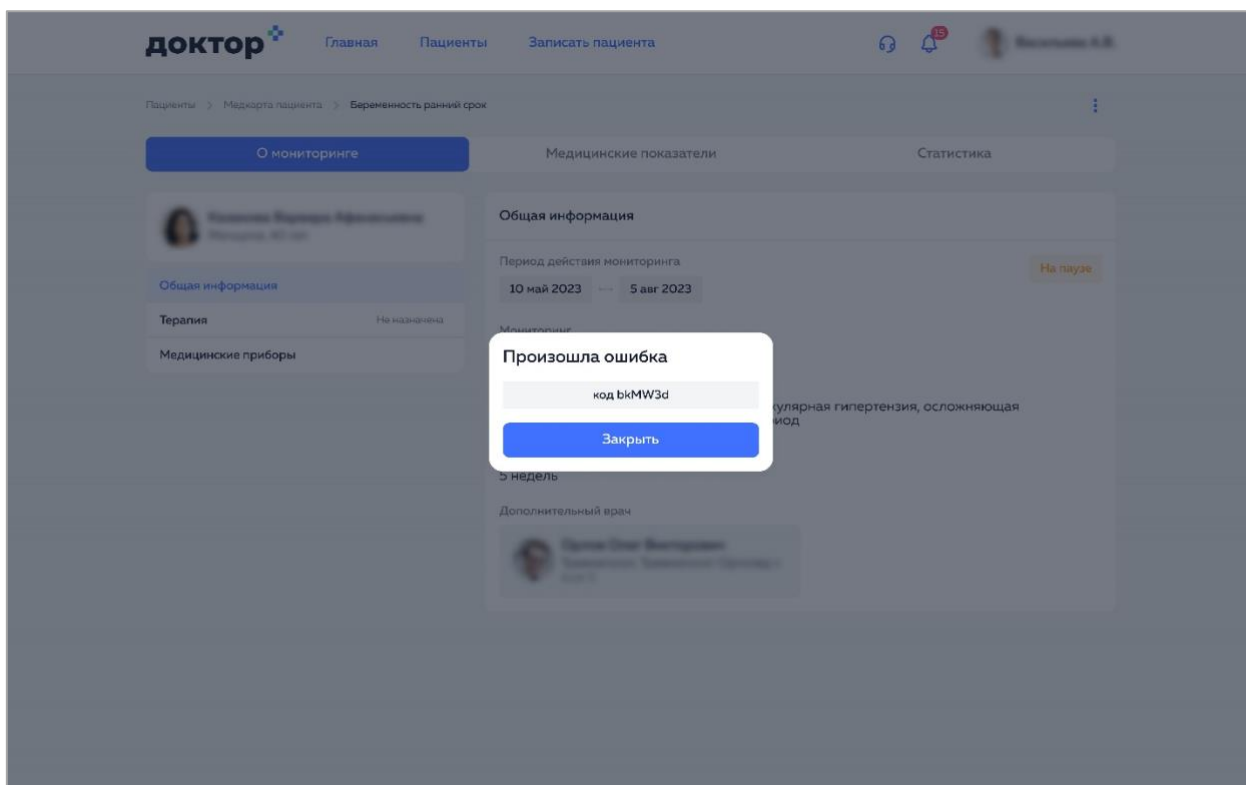 доктор
Главная
Пациенты
Записать пациента
15
Пациенты > Медкарта пациента > Беременность ранний срок
О мониторинге
Медицинские показатели
Статистика
Общая информация
Терапия
Не назначена
Медицинские приборы
Общая информация
Период действия мониторинга
На паузе
10 май 2023 — 5 авг 2023
Мониторинг
Произошла ошибка
код bkMW3d
Закрыть
гипертензия, осложняющая
5 недель
Дополнительный врач